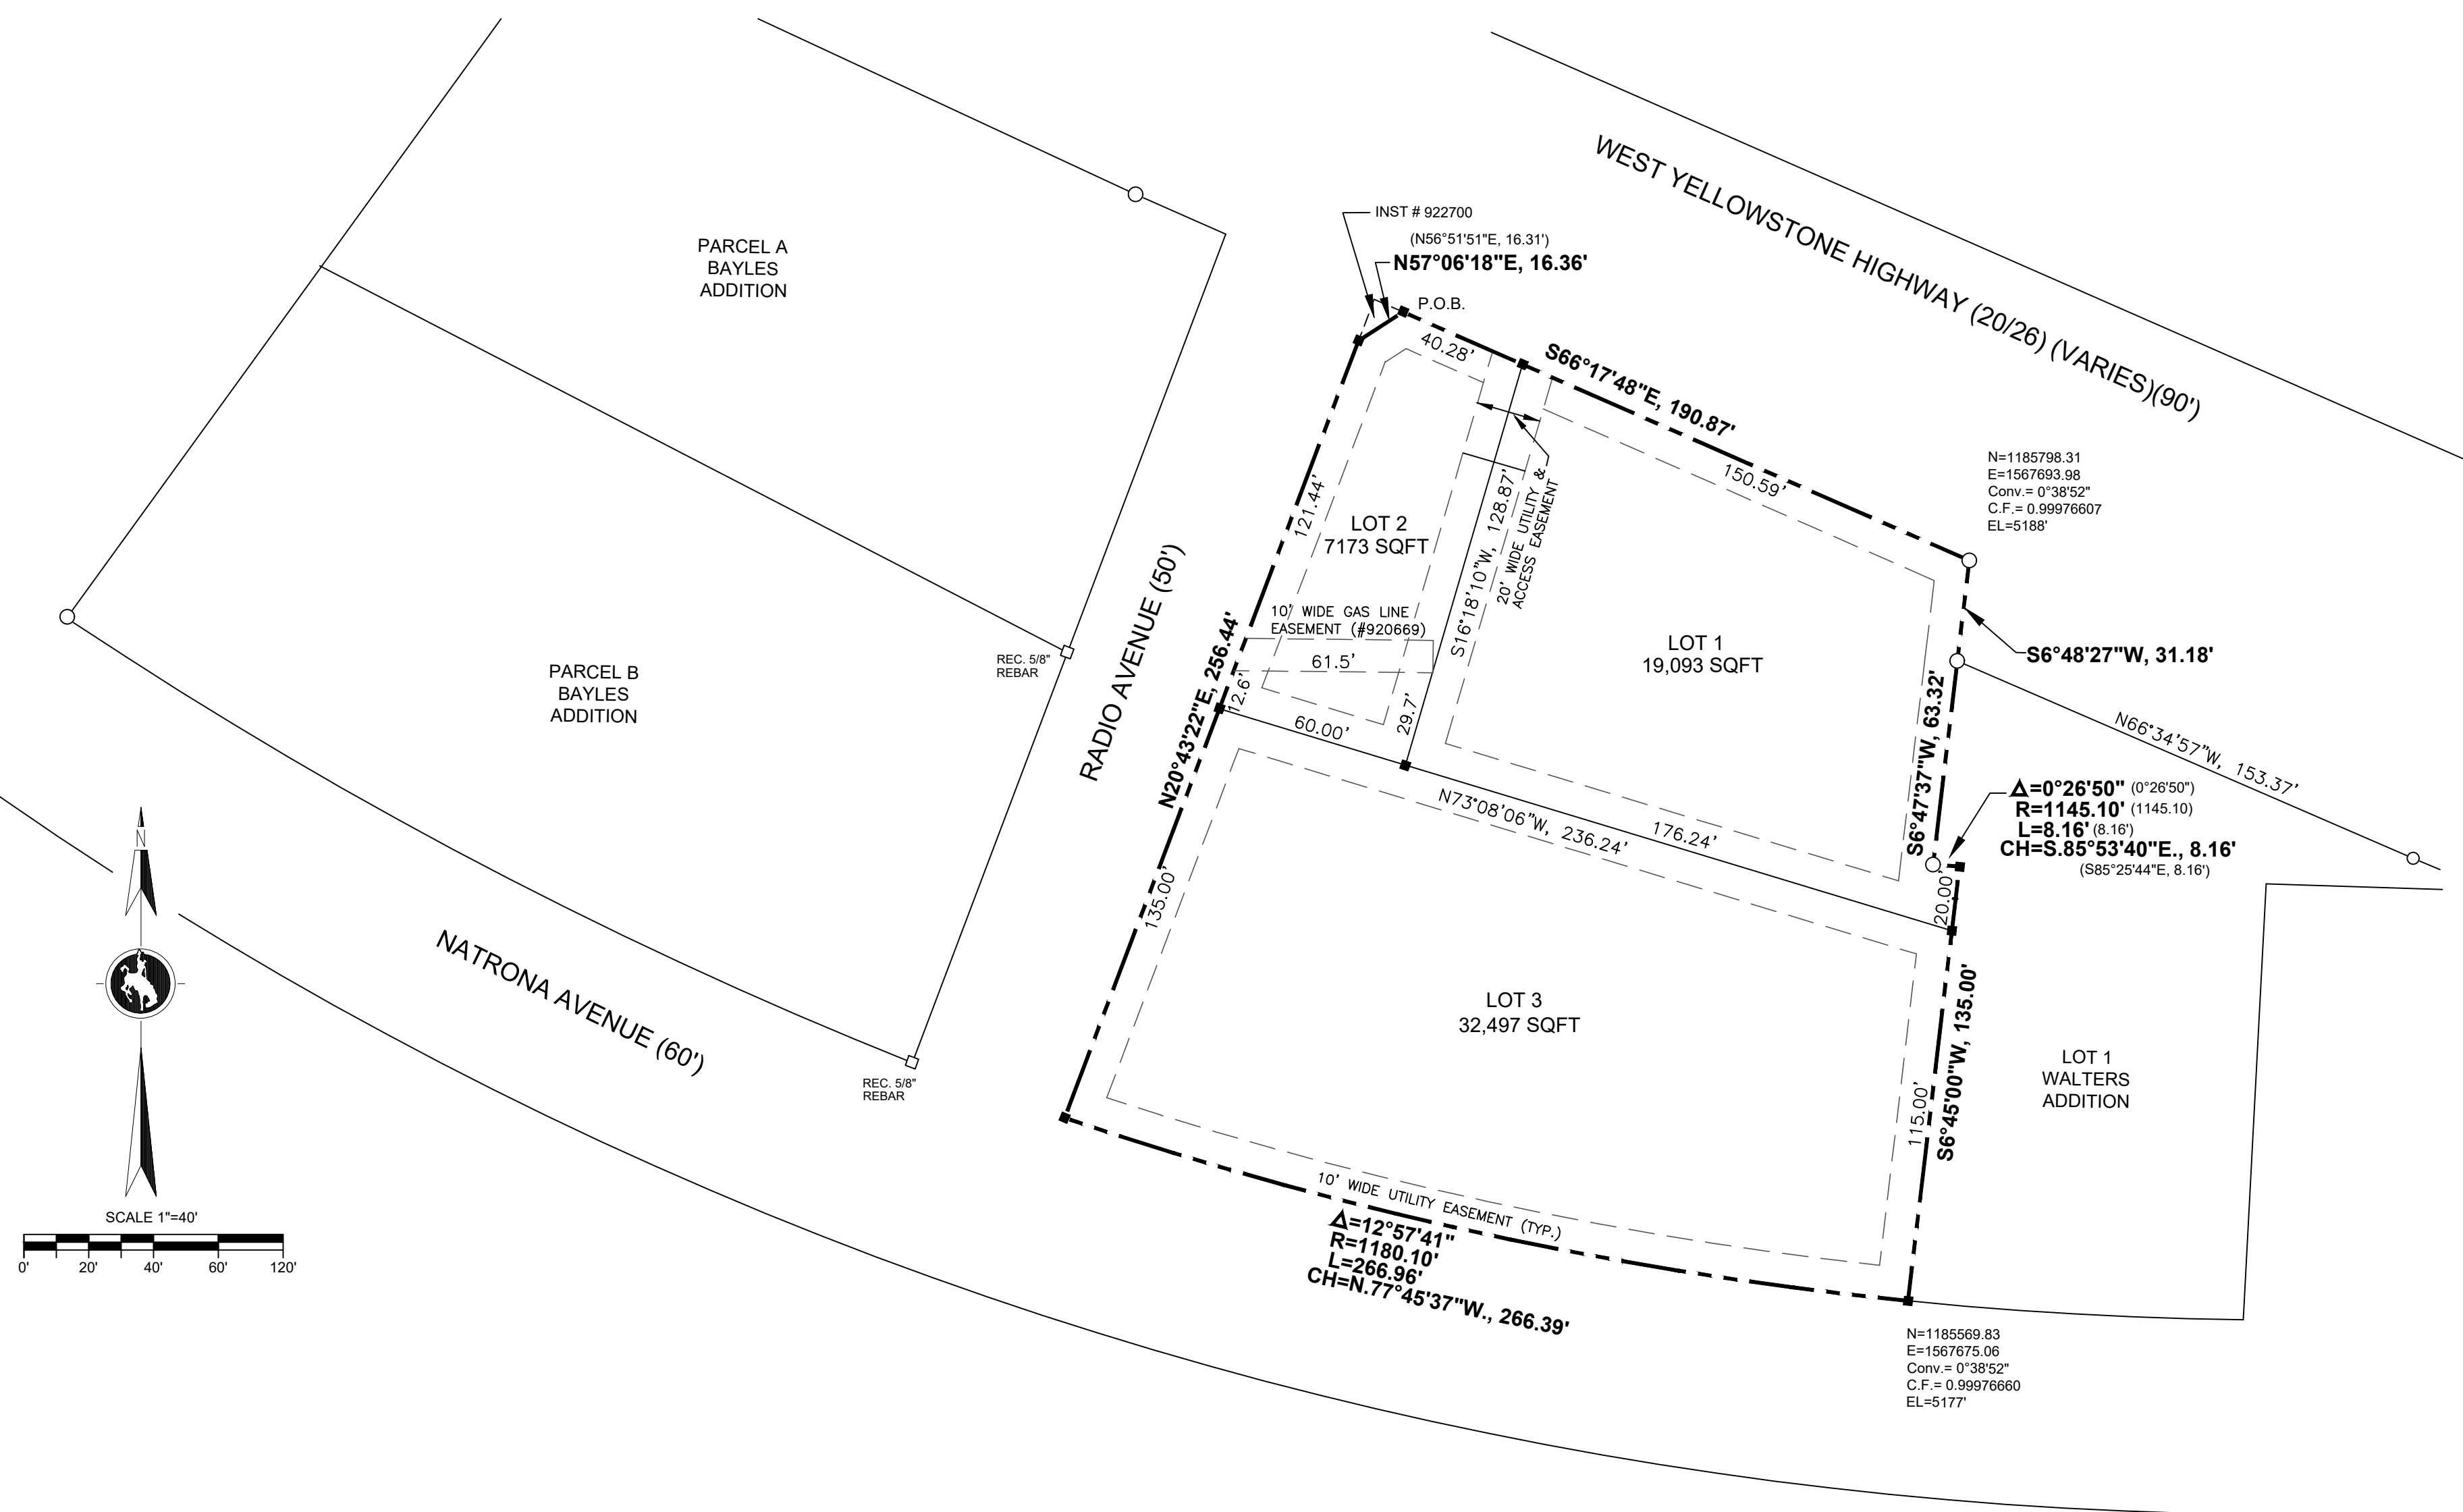 WEST YELLOWSTONE HIGHWAY (20/26) (VARIES)(90')
INST # 922700
(N56°51'51"E, 16.31')
N57°06'18"E, 16.36'
P.O.B.
PARCEL A
BAYLES
ADDITION
40.28'
S66°17'48"E, 190.87'
150.59'
N=1185798.31
E=1567693.98
Conv.= 0°38'52"
C.F.= 0.99976607
EL=5188'
121.44'
LOT 2
7173 SQFT
S16°18'10"W, 128.87'
20' WIDE UTILITY &
ACCESS EASEMENT
10' WIDE GAS LINE
EASEMENT (#920669)
61.5'
12.6'
29.7'
60.00'
LOT 1
19,093 SQFT
S6°48'27"W, 31.18'
S6°47'37"W, 63.32'
N66°34'57"W, 153.37'
REC. 5/8"
REBAR
PARCEL B
BAYLES
ADDITION
RADIO AVENUE (50')
N20°43'22"E, 256.44'
Δ=0°26'50" (0°26'50")
R=1145.10' (1145.10)
L=8.16' (8.16')
CH=S.85°53'40"E., 8.16'
(S85°25'44"E, 8.16')
N73°08'06"W, 236.24'
176.24'
20.00'
135.00'
N
NATRONA AVENUE (60')
LOT 3
32,497 SQFT
S6°45'00"W, 135.00'
115.00'
LOT 1
WALTERS
ADDITION
REC. 5/8"
REBAR
10' WIDE UTILITY EASEMENT (TYP.)
Δ=12°57'41"
R=1180.10'
L=266.96'
CH=N.77°45'37"W., 266.39'
SCALE 1"=40'
0' 20' 40' 60' 120'
N=1185569.83
E=1567675.06
Conv.= 0°38'52"
C.F.= 0.99976660
EL=5177'